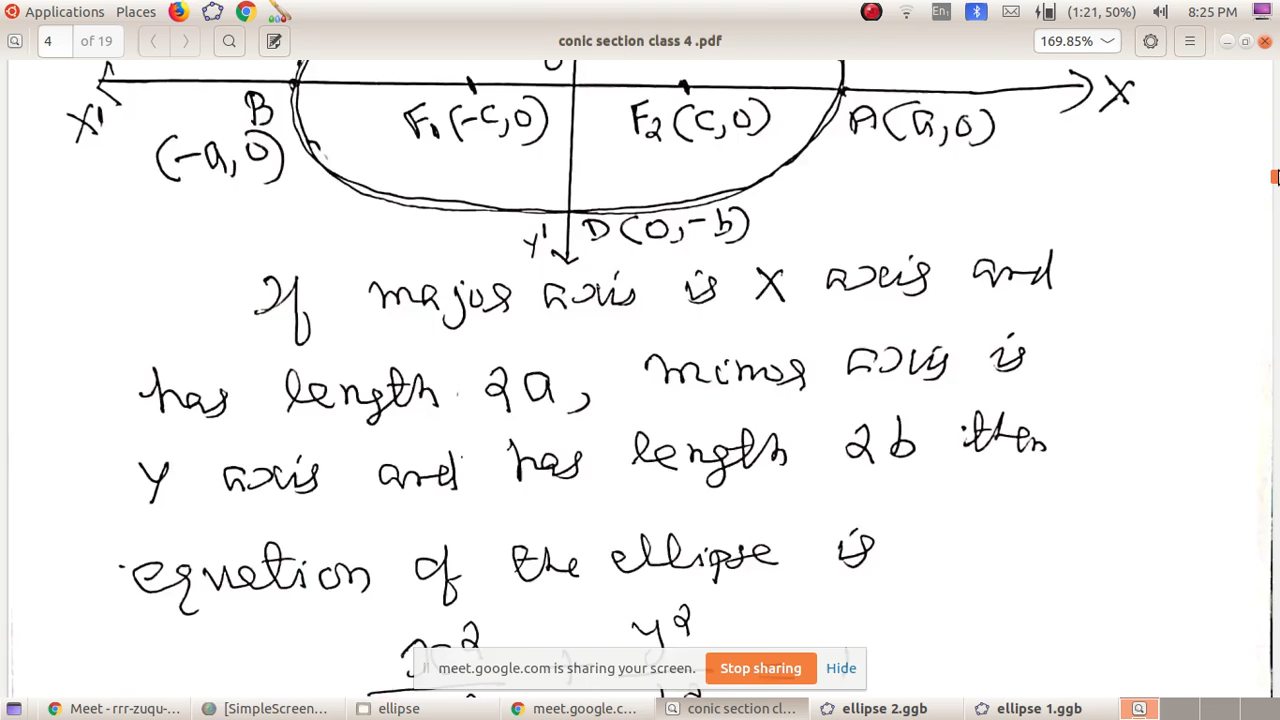 Applications Places En₁ (1:21, 50%) 8:25 PM
4 of 19 conic section class 4 .pdf 169.85%
X' B F₁(-c,0) F₂(c,0) A(a,0) X
(-a,0)
Y' D(0,-b)
If major axis is X axis and
has length 2a, minor axis is
Y axis and has length 2b then
equation of the ellipse is
x² y²
meet.google.com is sharing your screen. Stop sharing Hide
Meet - rrr-zuqu-... [SimpleScreen... ellipse meet.google.c... conic section cl... ellipse 2.ggb ellipse 1.ggb